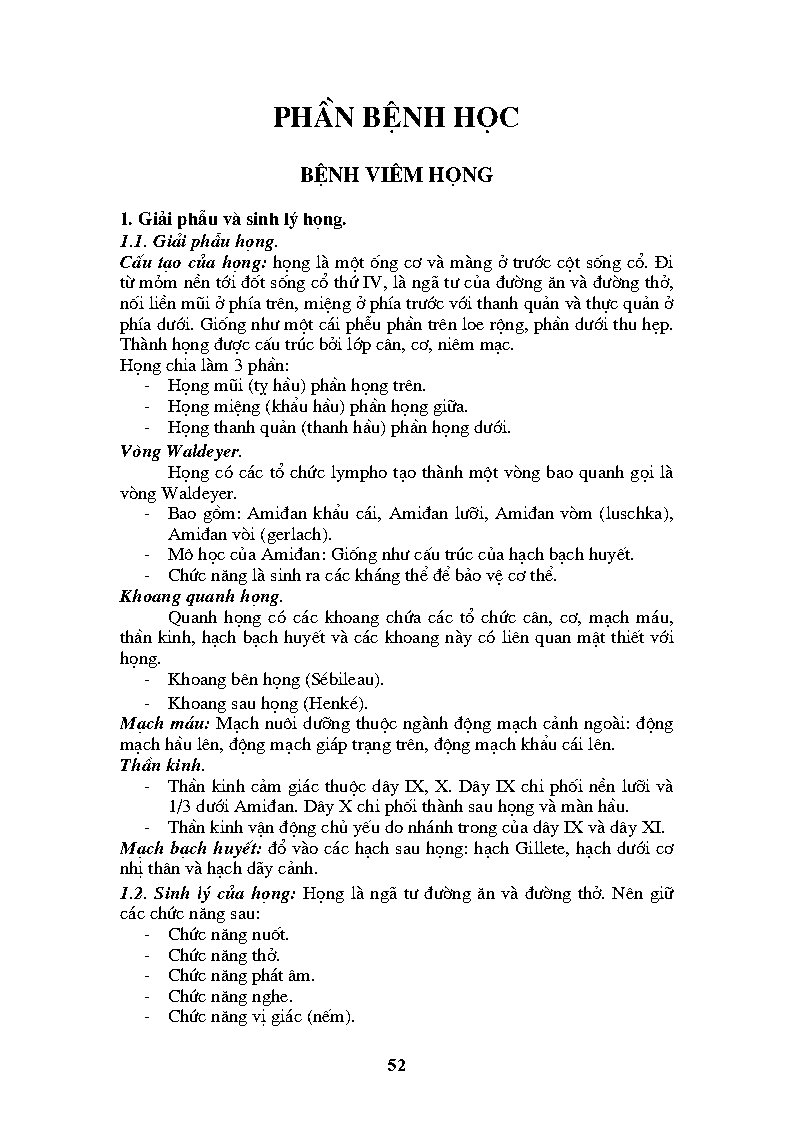 PHẦN BỆNH HỌC
BỆNH VIÊM HỌNG
1. Giải phẫu và sinh lý họng.
1.1. Giải phẫu họng.
Cấu tạo của họng: họng là một ống cơ và màng ở trước cột sống cổ. Đi
từ mỏm nền tới đốt sống cổ thứ IV, là ngã tư của đường ăn và đường thở,
nối liền mũi ở phía trên, miệng ở phía trước với thanh quản và thực quản ở
phía dưới. Giống như một cái phễu phần trên loe rộng, phần dưới thu hẹp.
Thành họng được cấu trúc bởi lớp cân, cơ, niêm mạc.
Họng chia làm 3 phần:
- Họng mũi (tỵ hầu) phần họng trên.
- Họng miệng (khẩu hầu) phần họng giữa.
- Họng thanh quản (thanh hầu) phần họng dưới.
Vòng Waldeyer.
Họng có các tổ chức lympho tạo thành một vòng bao quanh gọi là
vòng Waldeyer.
- Bao gồm: Amiđan khẩu cái, Amiđan lưỡi, Amiđan vòm (luschka),
Amiđan vòi (gerlach).
- Mô học của Amiđan: Giống như cấu trúc của hạch bạch huyết.
- Chức năng là sinh ra các kháng thể để bảo vệ cơ thể.
Khoang quanh họng.
Quanh họng có các khoang chứa các tổ chức cân, cơ, mạch máu,
thần kinh, hạch bạch huyết và các khoang này có liên quan mật thiết với
họng.
- Khoang bên họng (Sébileau).
- Khoang sau họng (Henké).
Mạch máu: Mạch nuôi dưỡng thuộc ngành động mạch cảnh ngoài: động
mạch hầu lên, động mạch giáp trạng trên, động mạch khẩu cái lên.
Thần kinh.
- Thần kinh cảm giác thuộc dây IX, X. Dây IX chi phối nền lưỡi và
1/3 dưới Amiđan. Dây X chi phối thành sau họng và màn hầu.
- Thần kinh vận động chủ yếu do nhánh trong của dây IX và dây XI.
Mạch bạch huyết: đổ vào các hạch sau họng: hạch Gillete, hạch dưới cơ
nhị thân và hạch dãy cảnh.
1.2. Sinh lý của họng: Họng là ngã tư đường ăn và đường thở. Nên giữ
các chức năng sau:
- Chức năng nuốt.
- Chức năng thở.
- Chức năng phát âm.
- Chức năng nghe.
- Chức năng vị giác (nếm).
52